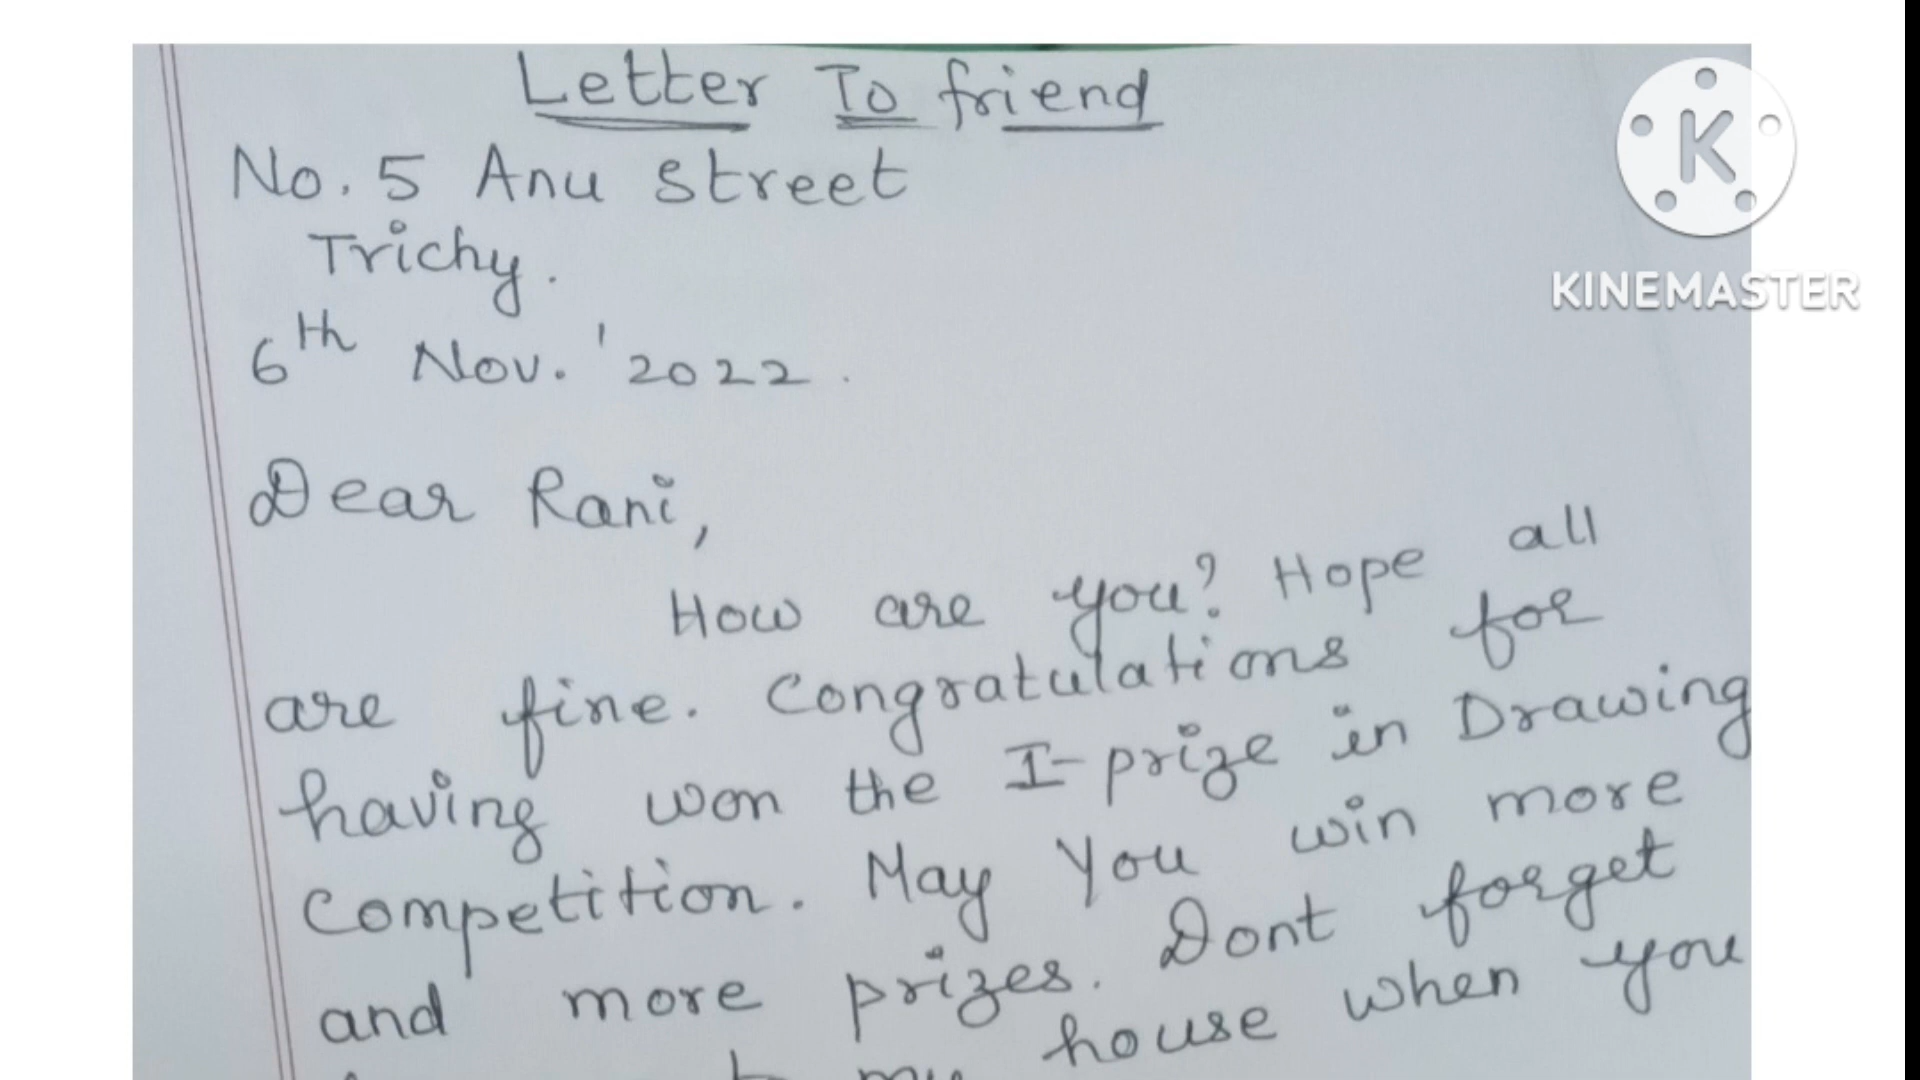 Letter To friend
No. 5 Anu Street
Trichy.
6th Nov. '2022.
Dear Rani,
How are you? Hope all
are fine. Congratulations for
having won the I-prize in Drawing
Competition. May You win more
and more prizes. Dont forget
my house when you
K
KINEMASTER